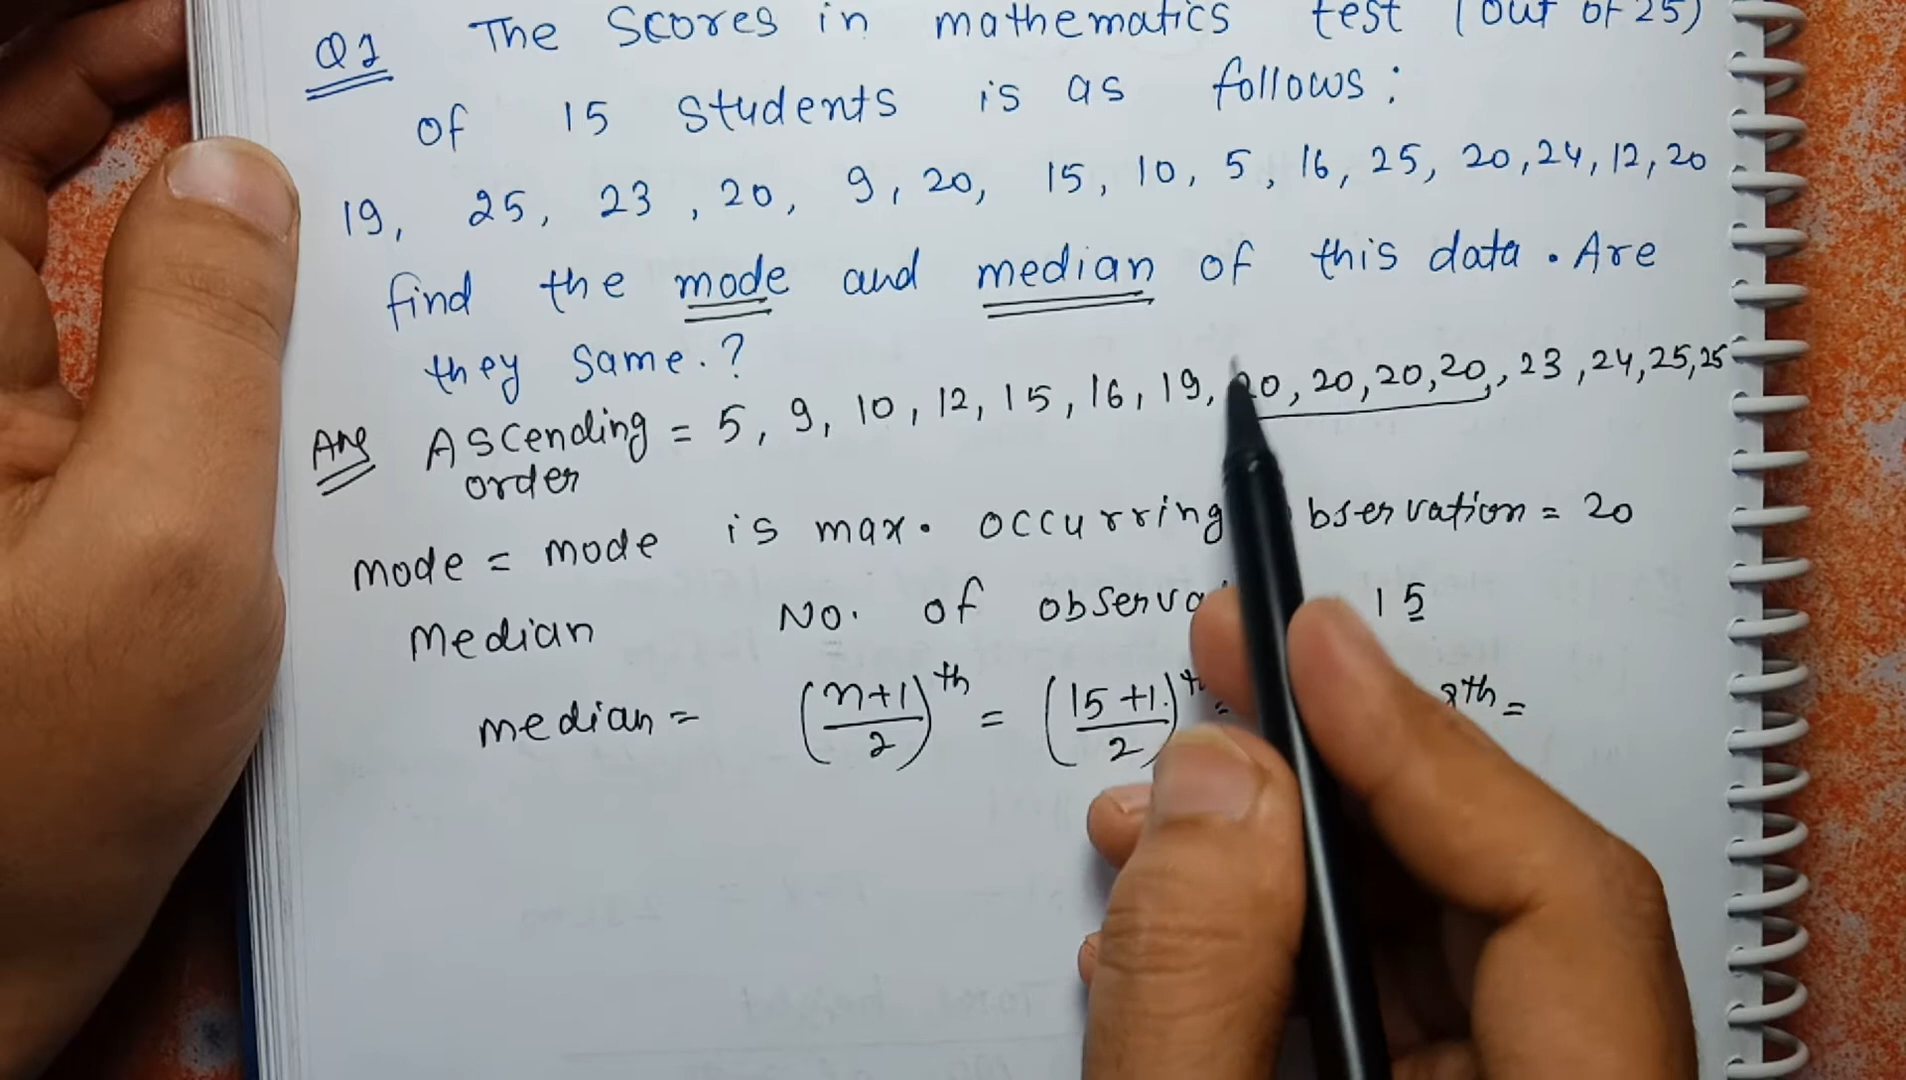 Q1 The Scores in mathematics test (out of 25)
of 15 students is as follows:
19, 25, 23, 20, 9, 20, 15, 10, 5, 16, 25, 20, 24, 12, 20
find the mode and median of this data. Are
they same.?
Ans Ascending order = 5, 9, 10, 12, 15, 16, 19, 20, 20, 20, 20, 23, 24, 25, 25
mode = mode is max. occurring bservation = 20
Median No. of observa 15
median = (n+1/2)th = (15+1/2)th = 8th =